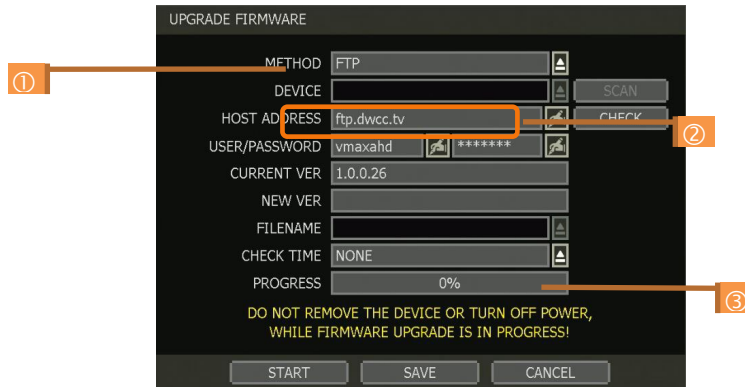 UPGRADE FIRMWARE
① METHOD FTP
DEVICE SCAN
HOST ADDRESS ftp.dwcc.tv CHECK
②
USER/PASSWORD vmaxahd *******
CURRENT VER 1.0.0.26
NEW VER
FILENAME
CHECK TIME NONE
PROGRESS 0%
③
DO NOT REMOVE THE DEVICE OR TURN OFF POWER,
WHILE FIRMWARE UPGRADE IS IN PROGRESS!
START SAVE CANCEL